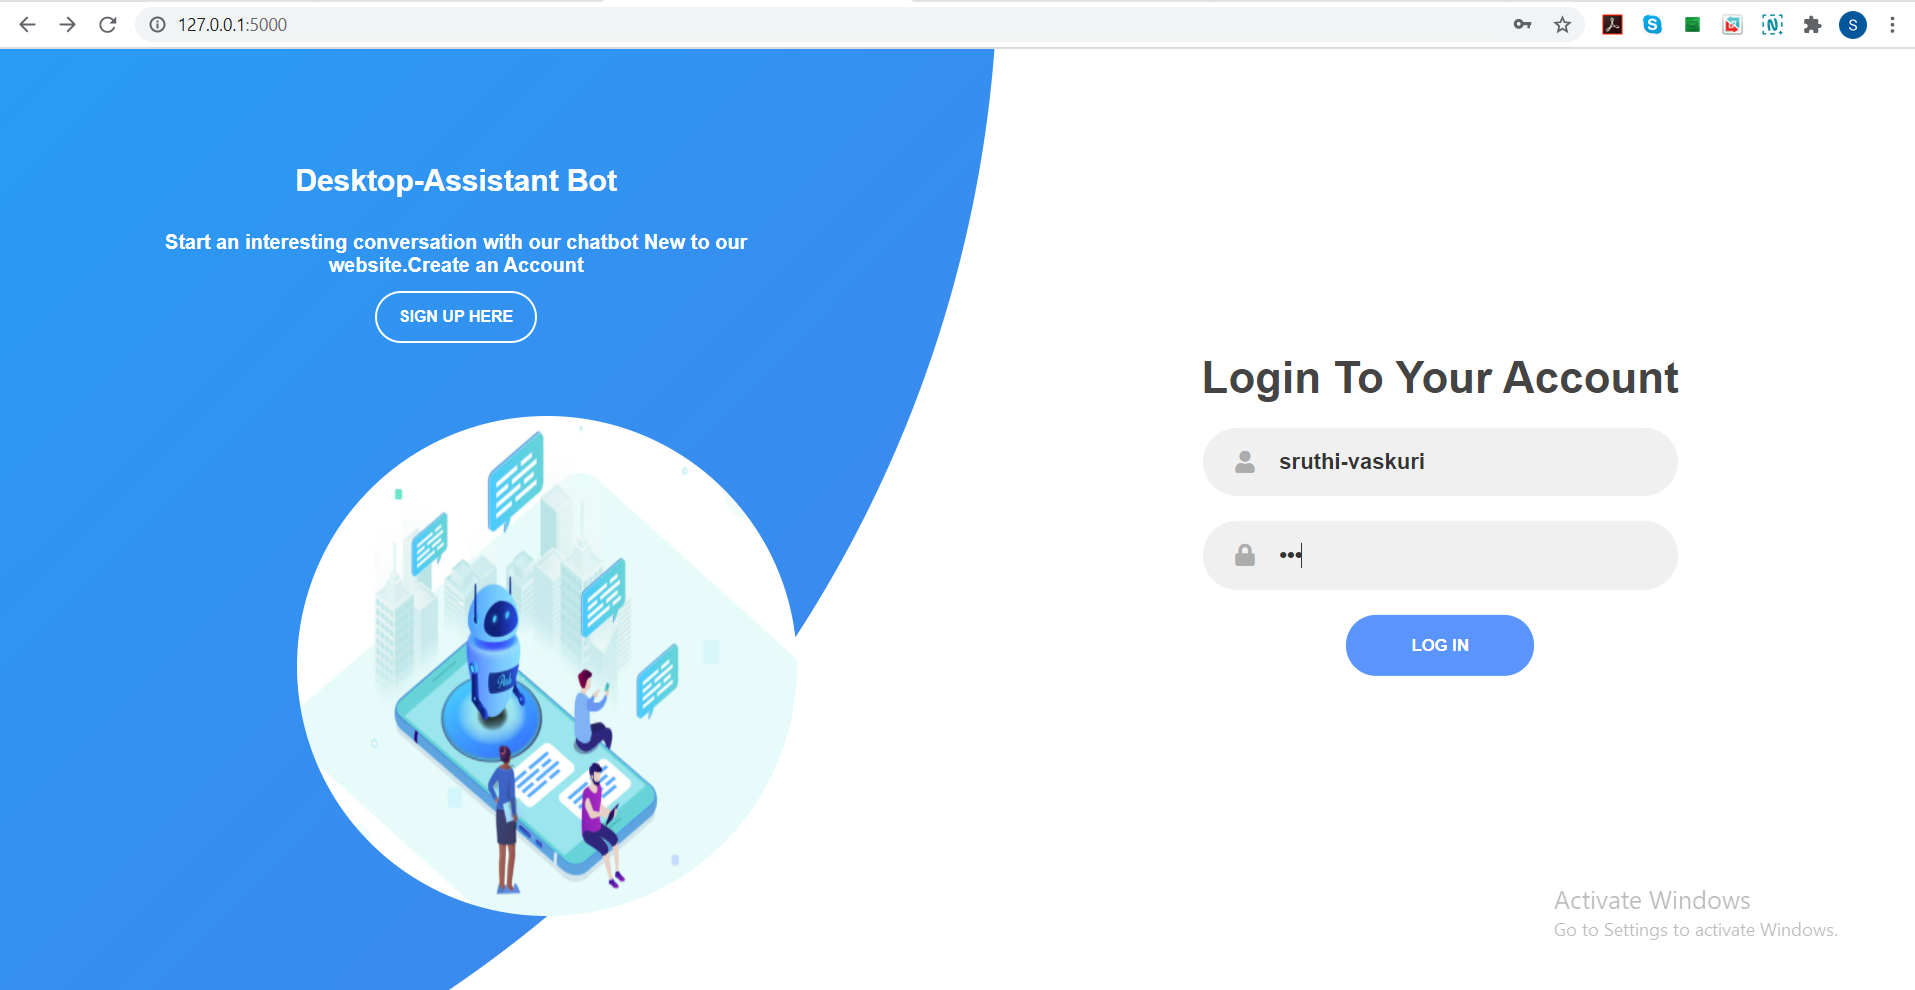 127.0.0.1:5000
S
S
Desktop-Assistant Bot
Start an interesting conversation with our chatbot New to our
website.Create an Account
SIGN UP HERE
Login To Your Account
sruthi-vaskuri
•••
LOG IN
Activate Windows
Go to Settings to activate Windows.